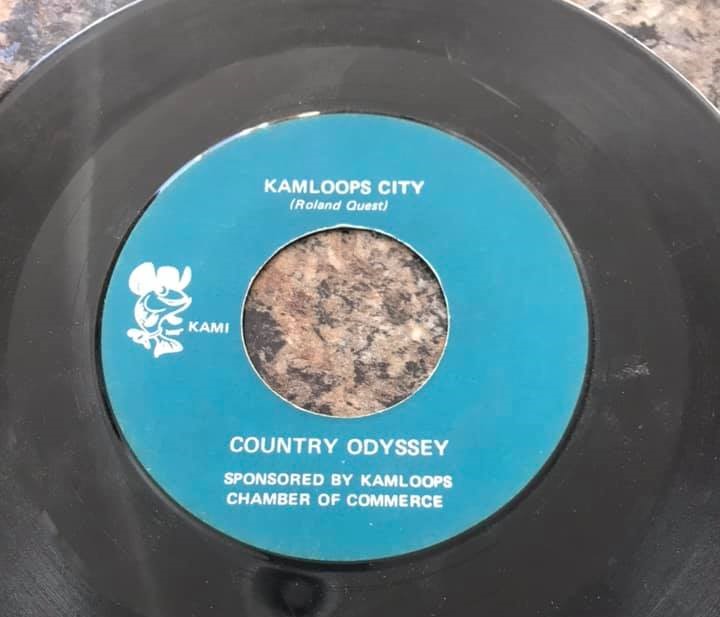 KAMLOOPS CITY
(Roland Quest)
KAMI
COUNTRY ODYSSEY
SPONSORED BY KAMLOOPS
CHAMBER OF COMMERCE